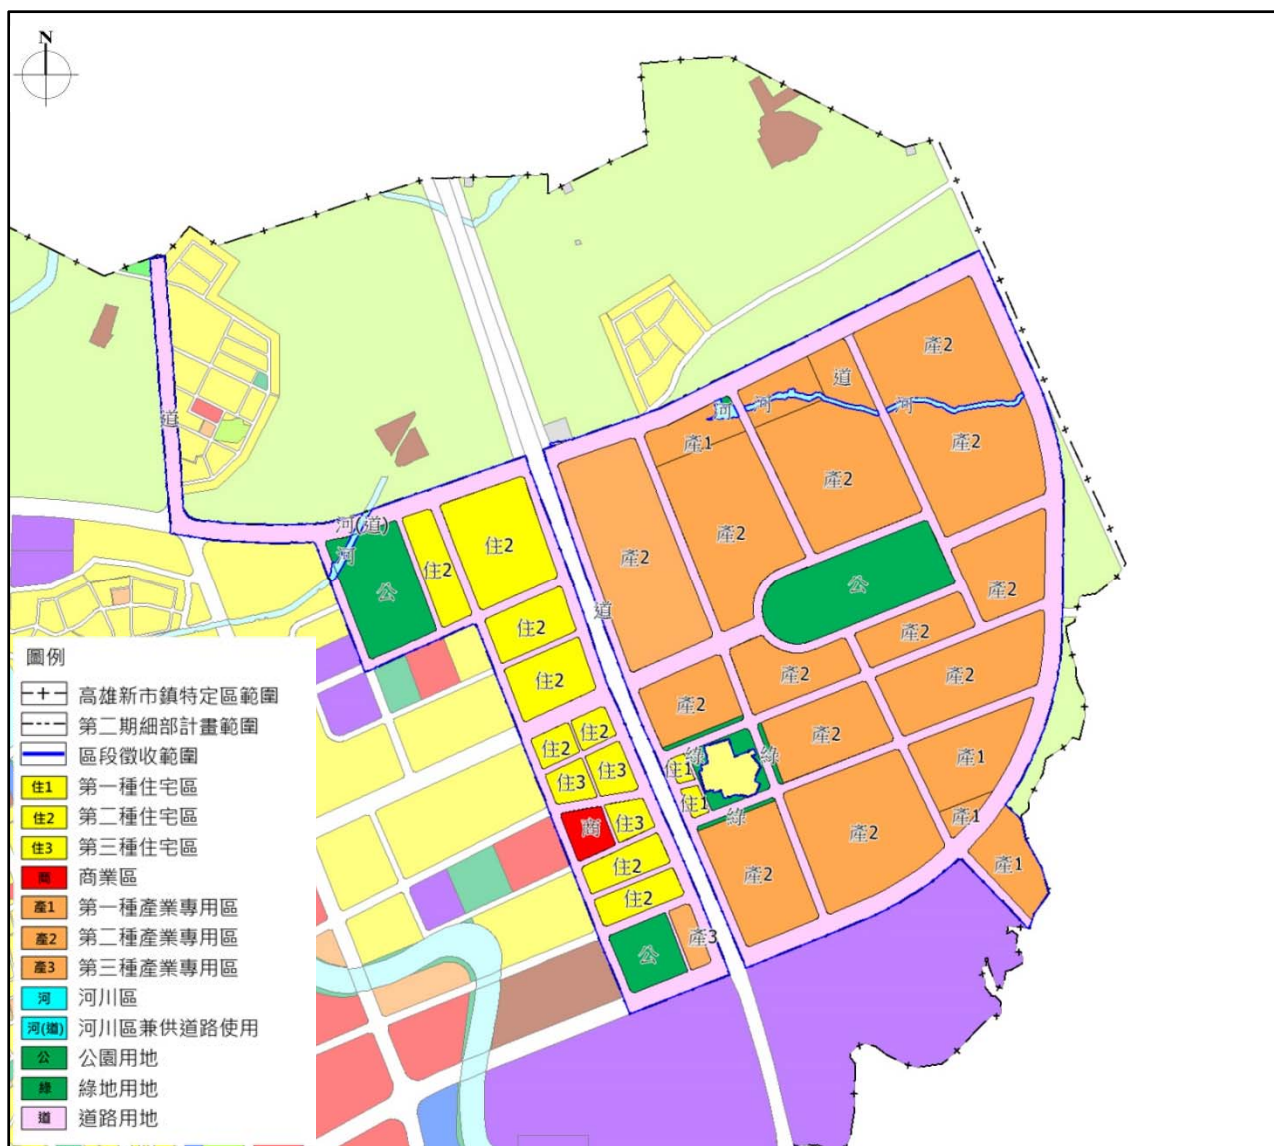 N
產2
道
河
河
河
道
產1
產2
產2
河(道)
住2
產2
產2
河
住2
公
公
產2
道
住2
產2
產2
產2
住2
產2
住2
產2
住2
綠
綠
產1
住1
住3
住3
住1
產1
商
住3
綠
產2
產1
住2
產2
住2
產3
公
圖例
高雄新市鎮特定區範圍
第二期細部計畫範圍
區段徵收範圍
住1 第一種住宅區
住2 第二種住宅區
住3 第三種住宅區
商 商業區
產1 第一種產業專用區
產2 第二種產業專用區
產3 第三種產業專用區
河 河川區
河(道) 河川區兼供道路使用
公 公園用地
綠 綠地用地
道 道路用地